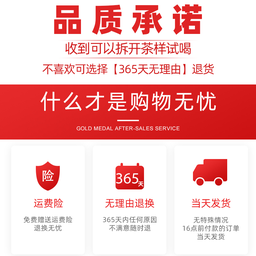 品质承诺
收到可以拆开茶样试喝
不喜欢可选择【365天无理由】退货
什么才是购物无忧
GOLD MEDAL AFTER-SALES SERVICE
险
365天
运费险
无理由退换
当天发货
免费赠送运费险
退换无忧
365天内任何原因
不满意随时退
无特殊情况
16点前付款的订单
当天发货